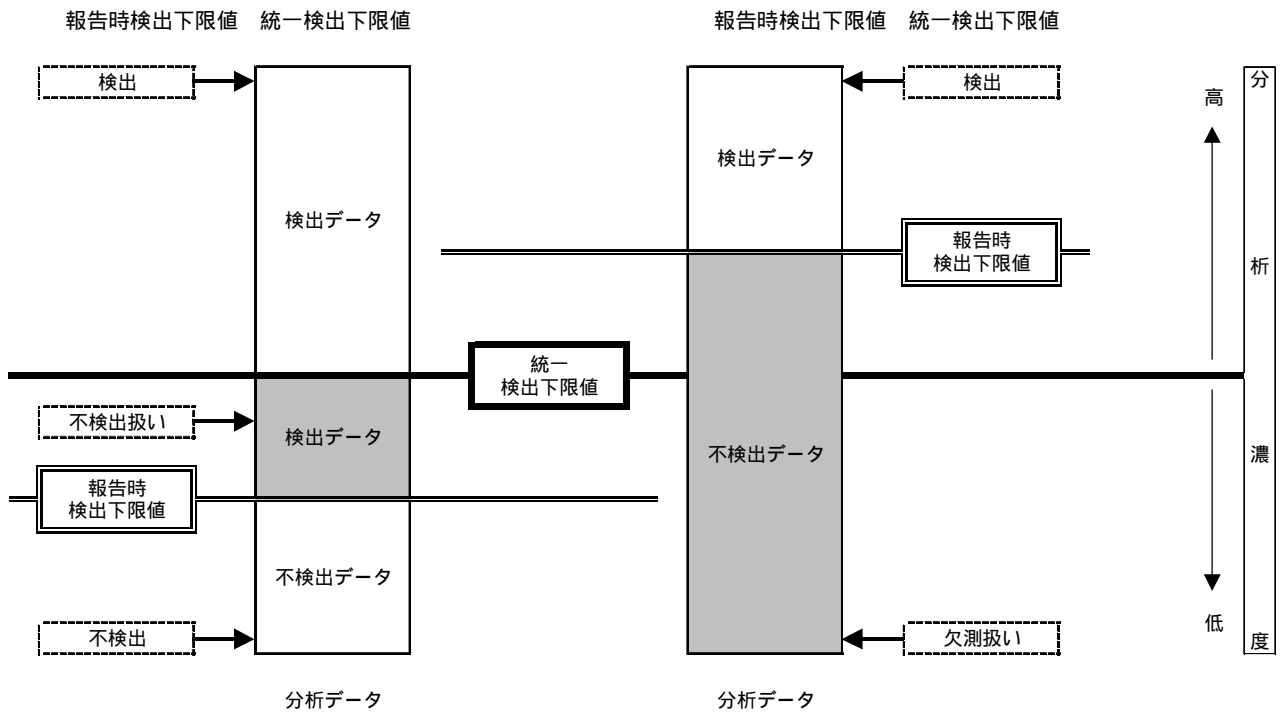 報告時検出下限値　統一検出下限値
報告時検出下限値　統一検出下限値
検出
検出データ
不検出扱い
検出データ
報告時
検出下限値
不検出データ
不検出
分析データ
統一
検出下限値
検出
検出データ
報告時
検出下限値
不検出データ
欠測扱い
分析データ
高
低
分
析
濃
度